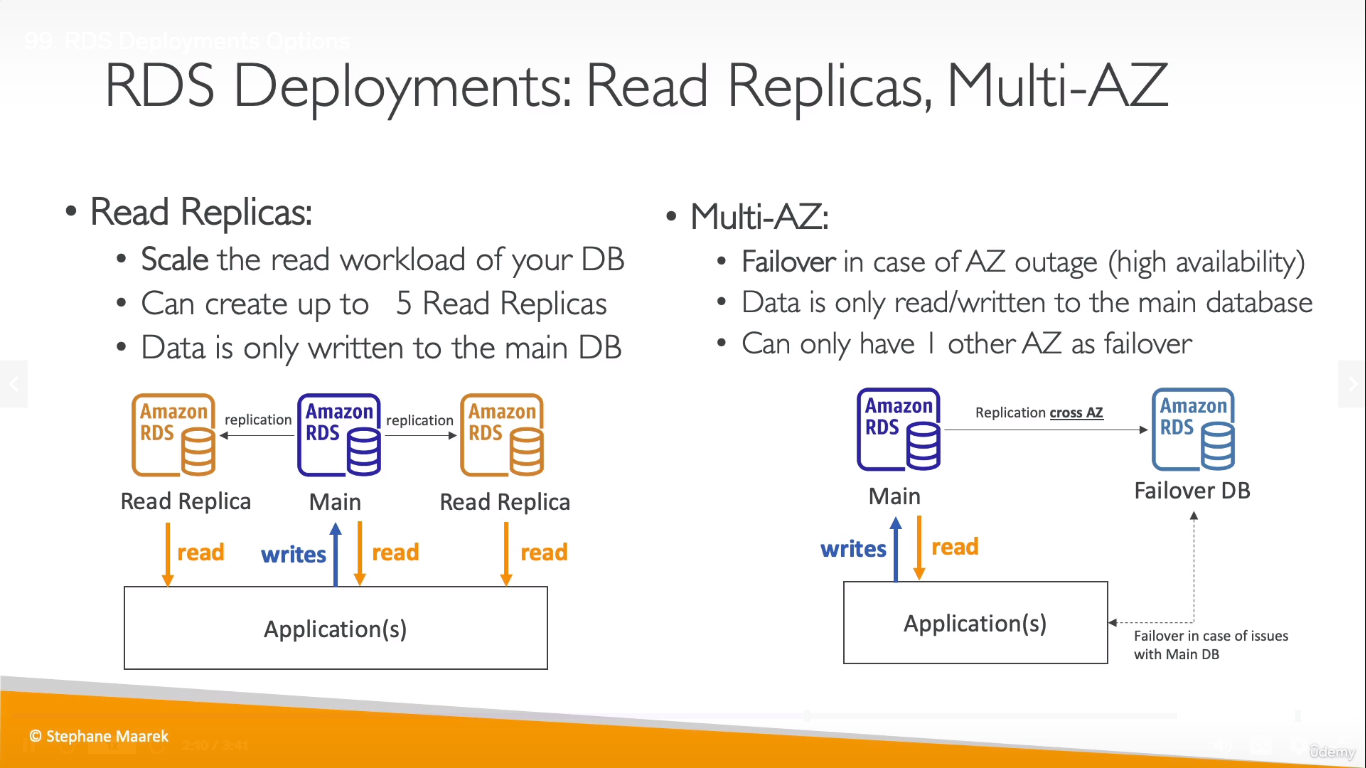 99. RDS Deployments Options
RDS Deployments: Read Replicas, Multi-AZ
• Read Replicas:
• Scale the read workload of your DB
• Can create up to 5 Read Replicas
• Data is only written to the main DB
Amazon RDS
replication
Amazon RDS
replication
Amazon RDS
Read Replica
Main
Read Replica
read
writes
read
read
Application(s)
• Multi-AZ:
• Failover in case of AZ outage (high availability)
• Data is only read/written to the main database
• Can only have 1 other AZ as failover
Amazon RDS
Replication cross AZ
Amazon RDS
Main
Failover DB
writes
read
Application(s)
Failover in case of issues
with Main DB
© Stephane Maarek
2:10 / 3:41
ûdemy